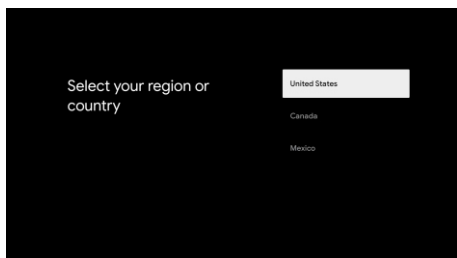 Select your region or
country
United States
Canada
Mexico